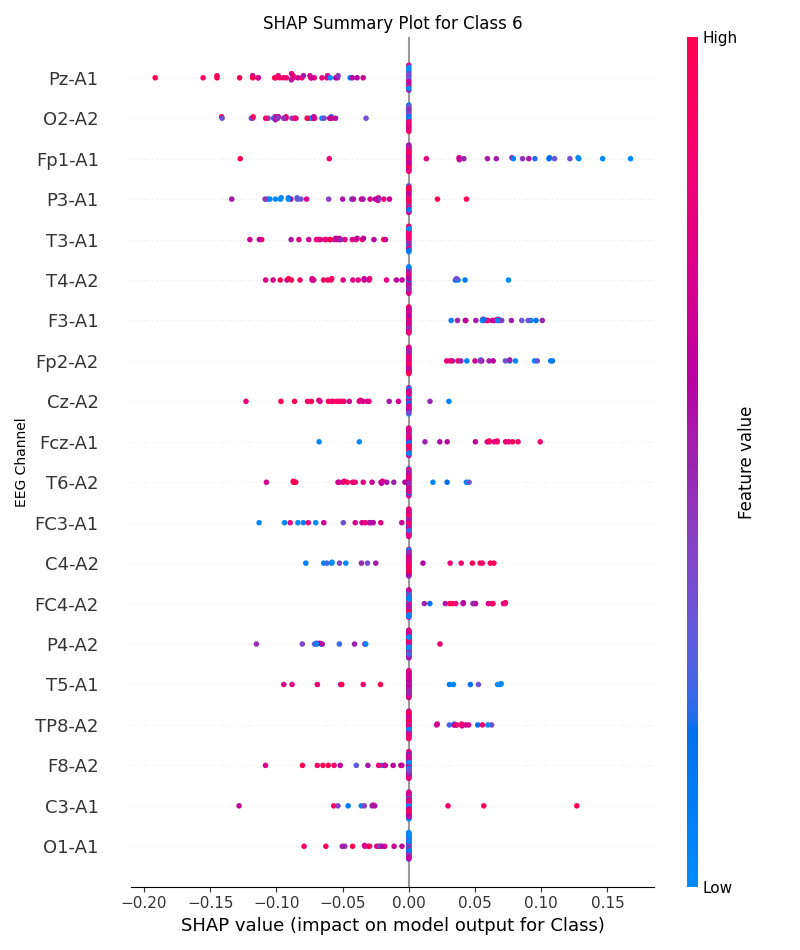 SHAP Summary Plot for Class 6
High
Pz-A1
O2-A2
Fp1-A1
P3-A1
T3-A1
T4-A2
F3-A1
Fp2-A2
Cz-A2
Fcz-A1
T6-A2
FC3-A1
C4-A2
FC4-A2
P4-A2
T5-A1
TP8-A2
F8-A2
C3-A1
O1-A1
EEG Channel
Feature value
Low
−0.20 −0.15 −0.10 −0.05 0.00 0.05 0.10 0.15
SHAP value (impact on model output for Class)